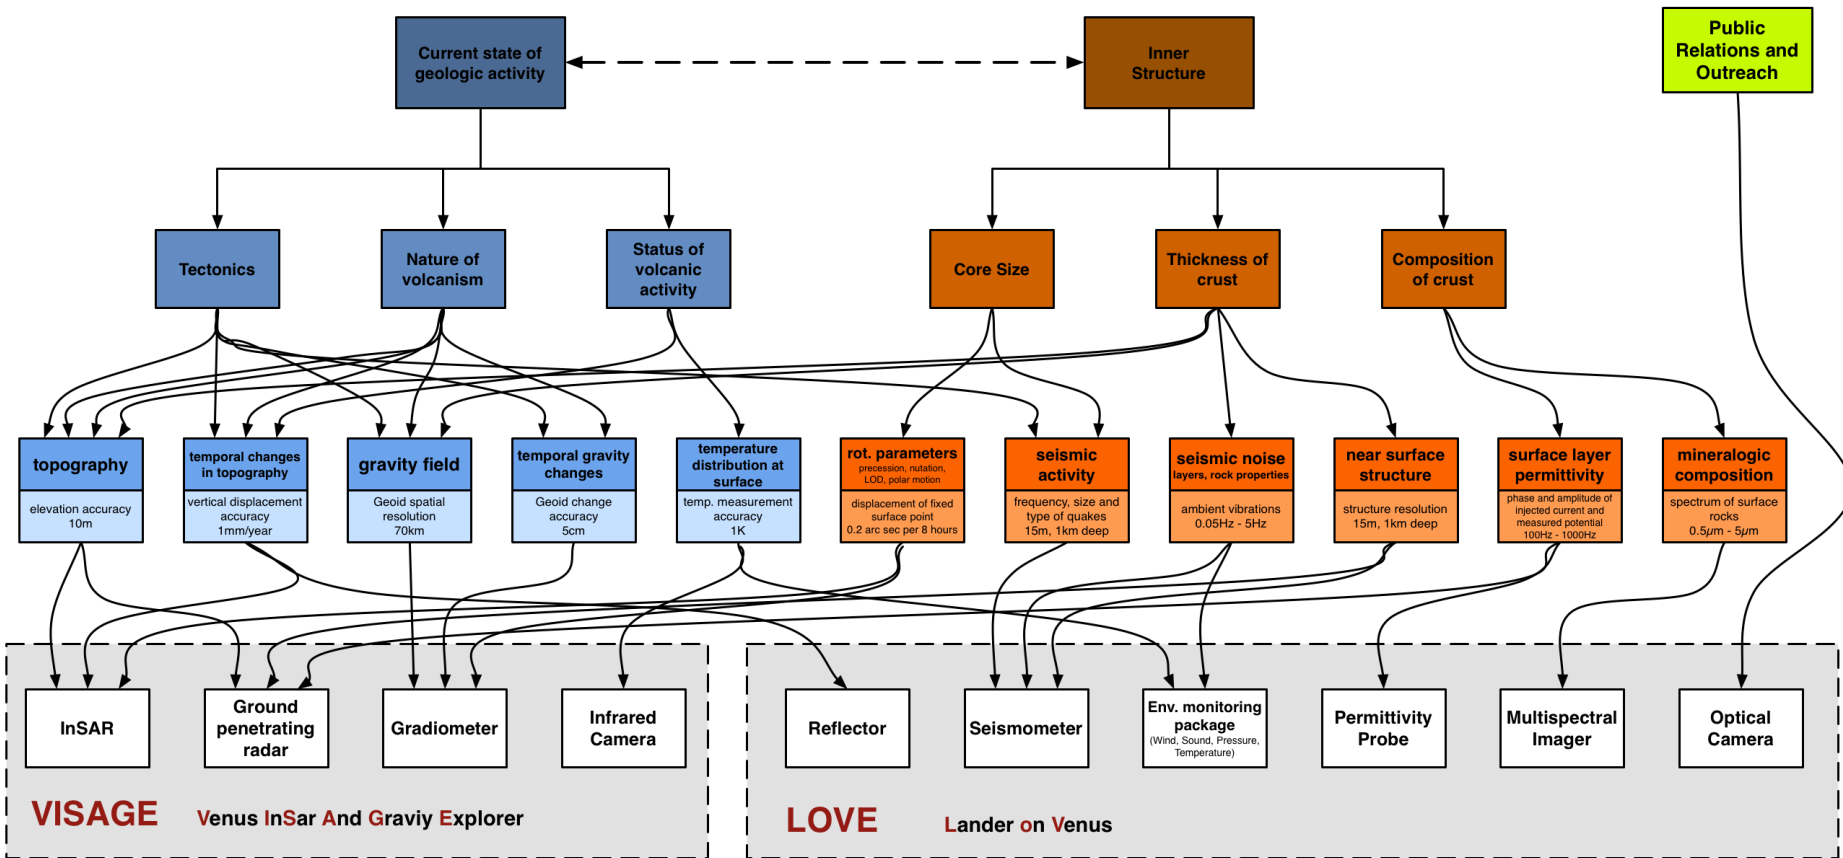 Current state of
geologic activity
Inner
Structure
Public
Relations and
Outreach
Tectonics
Nature of
volcanism
Status of
volcanic
activity
Core Size
Thickness of
crust
Composition
of crust
topography
elevation accuracy
10m
temporal changes
in topography
vertical displacement
accuracy
1mm/year
gravity field
Geoid spatial
resolution
70km
temporal gravity
changes
Geoid change
accuracy
5cm
temperature
distribution at
surface
temp. measurement
accuracy
1K
rot. parameters
precession, nutation,
LOD, polar motion
displacement of fixed
surface point
0.2 arc sec per 8 hours
seismic
activity
frequency, size and
type of quakes
15m, 1km deep
seismic noise
layers, rock properties
ambient vibrations
0.05Hz - 5Hz
near surface
structure
structure resolution
15m, 1km deep
surface layer
permittivity
phase and amplitude of
injected current and
measured potential
100Hz - 1000Hz
mineralogic
composition
spectrum of surface
rocks
0.5µm - 5µm
InSAR
Ground
penetrating
radar
Gradiometer
Infrared
Camera
Reflector
Seismometer
Env. monitoring
package
(Wind, Sound, Pressure,
Temperature)
Permittivity
Probe
Multispectral
Imager
Optical
Camera
VISAGE Venus InSar And Graviy Explorer
LOVE Lander on Venus